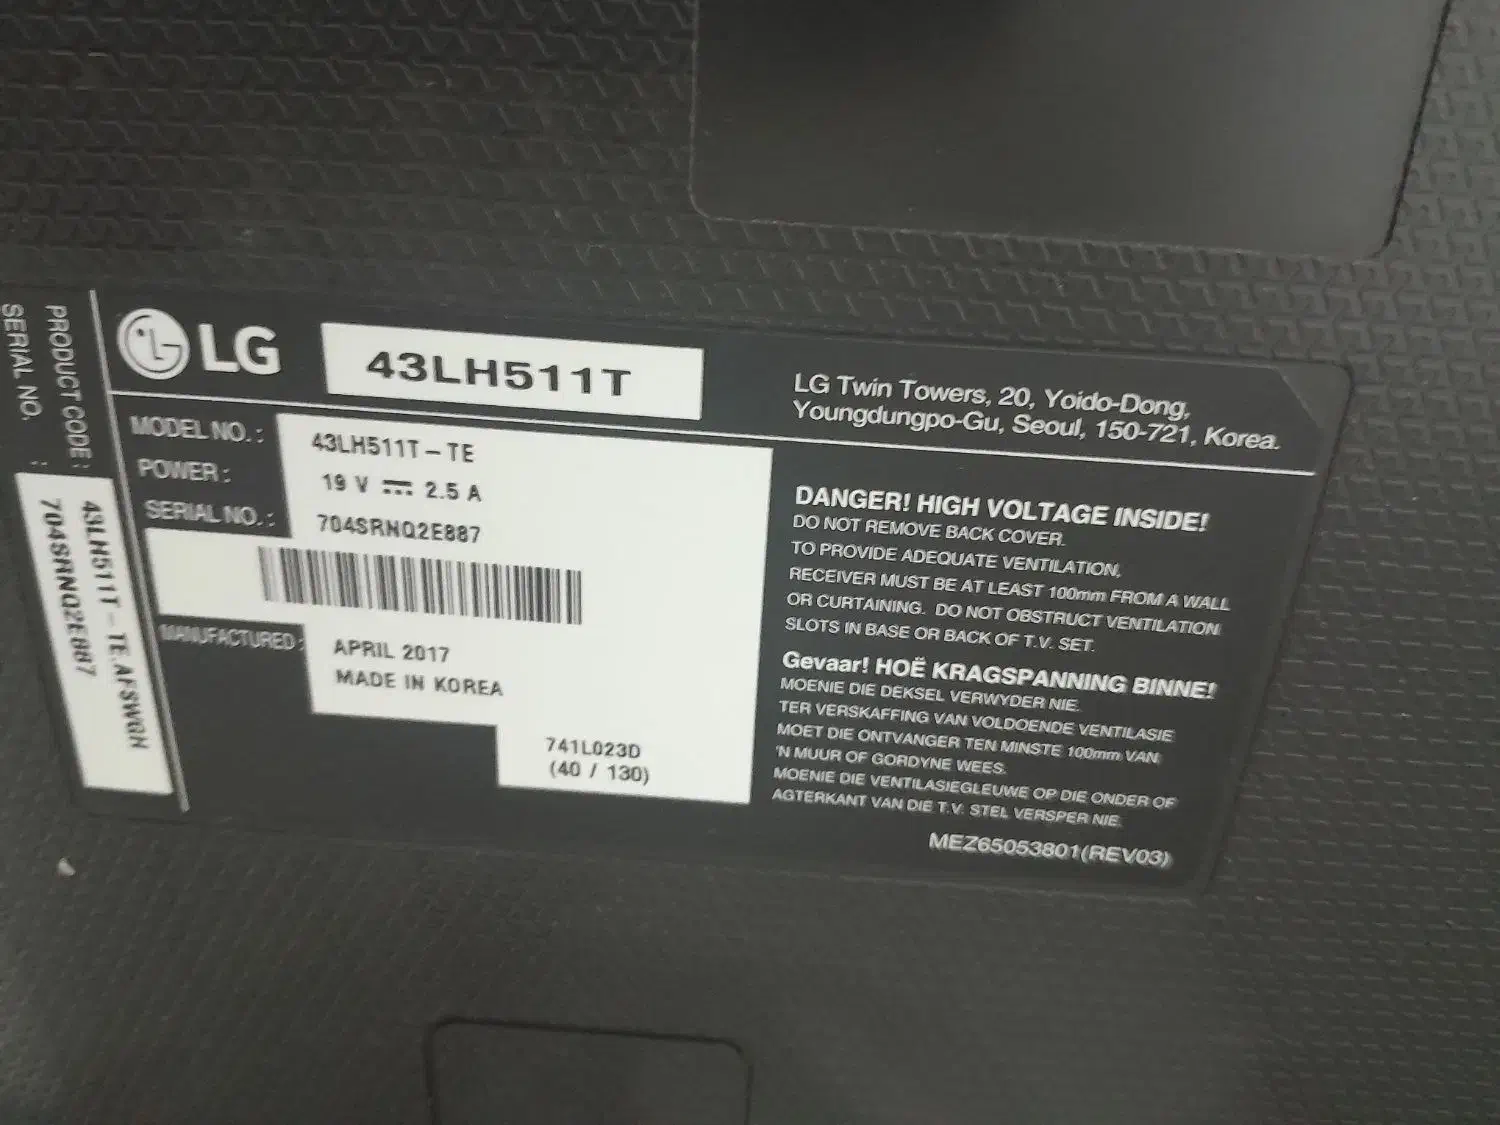 LG
43LH511T
LG Twin Towers, 20, Yoido-Dong,
Youngdungpo-Gu, Seoul, 150-721, Korea.
MODEL NO. : 43LH511T-TE
POWER : 19 V ⎓ 2.5 A
SERIAL NO. : 704SRNQ2E887
MANUFACTURED : APRIL 2017
MADE IN KOREA
741L023D
(40 / 130)
DANGER! HIGH VOLTAGE INSIDE!
DO NOT REMOVE BACK COVER.
TO PROVIDE ADEQUATE VENTILATION,
RECEIVER MUST BE AT LEAST 100mm FROM A WALL
OR CURTAINING. DO NOT OBSTRUCT VENTILATION
SLOTS IN BASE OR BACK OF T.V. SET.
Gevaar! HOË KRAGSPANNING BINNE!
MOENIE DIE DEKSEL VERWYDER NIE.
TER VERSKAFFING VAN VOLDOENDE VENTILASIE
MOET DIE ONTVANGER TEN MINSTE 100mm VAN
'N MUUR OF GORDYNE WEES.
MOENIE DIE VENTILASIEGLEUWE OP DIE ONDER OF
AGTERKANT VAN DIE T.V. STEL VERSPER NIE.
MEZ65053801(REV03)
PRODUCT CODE : 43LH511T-TE.AFSWGH
SERIAL NO. : 704SRNQ2E887